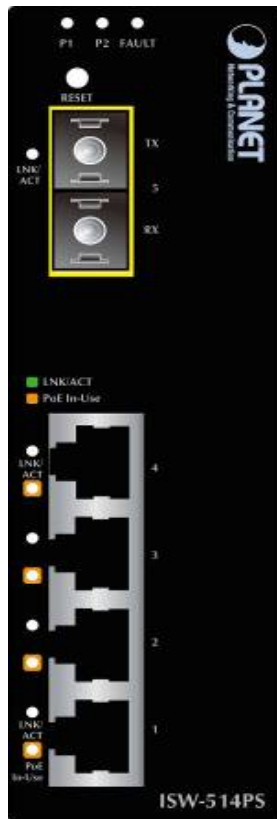 P1 P2 FAULT
PLANET
Networking & Communication
RESET
TX
LNK/
ACT
5
RX
LNK/ACT
PoE In-Use
LNK/
ACT
4
3
2
LNK/
ACT
1
PoE
In-Use
ISW-514PS